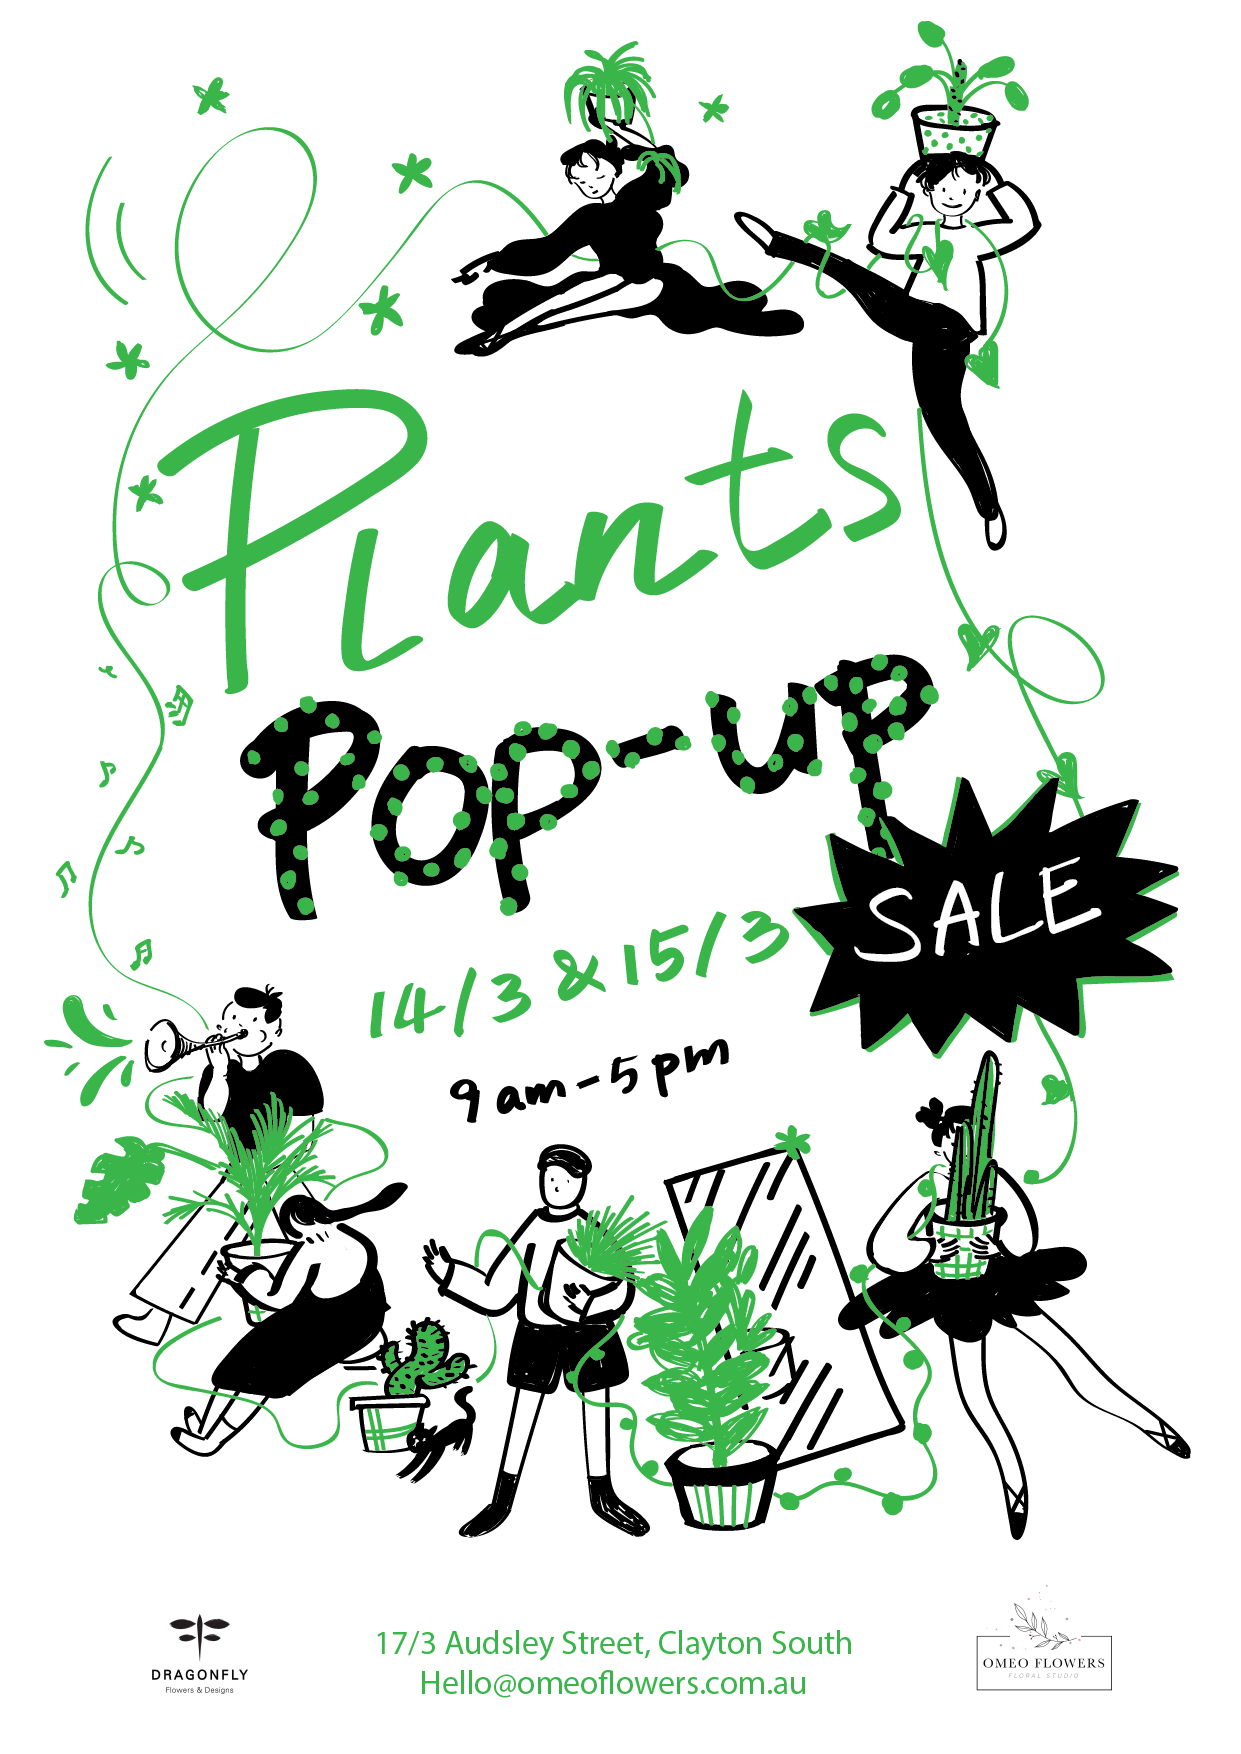 Plants
POP-UP
SALE
14/3 & 15/3
9 am - 5 pm
DRAGONFLY
Flowers & Designs
17/3 Audsley Street, Clayton South
Hello@omeoflowers.com.au
OMEO FLOWERS
FLORAL STUDIO